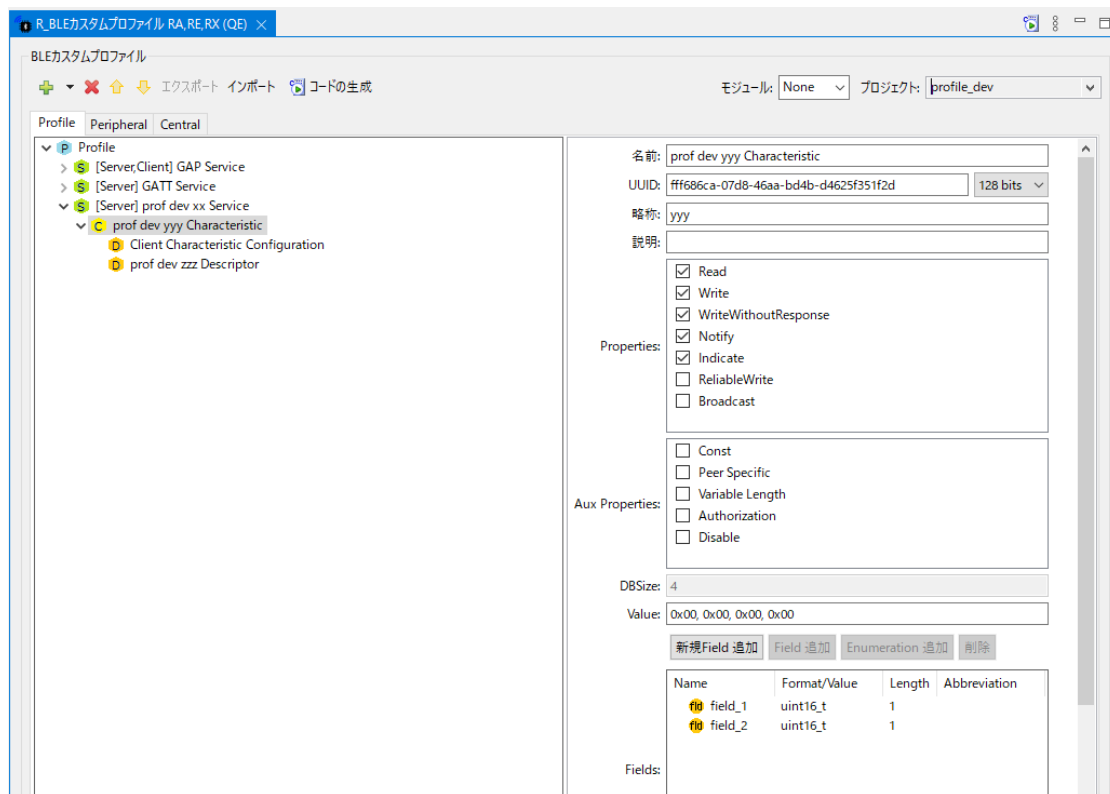 R_BLEカスタムプロファイル RA,RE,RX (QE)
BLEカスタムプロファイル
エクスポート インポート コードの生成 モジュール: None プロジェクト: profile_dev
Profile Peripheral Central
P Profile
S [Server,Client] GAP Service
S [Server] GATT Service
S [Server] prof dev xx Service
C prof dev yyy Characteristic
D Client Characteristic Configuration
D prof dev zzz Descriptor
名前: prof dev yyy Characteristic
UUID: fff686ca-07d8-46aa-bd4b-d4625f351f2d 128 bits
略称: yyy
説明:
Properties:
Read
Write
WriteWithoutResponse
Notify
Indicate
ReliableWrite
Broadcast
Aux Properties:
Const
Peer Specific
Variable Length
Authorization
Disable
DBSize: 4
Value: 0x00, 0x00, 0x00, 0x00
新規Field 追加 Field 追加 Enumeration 追加 削除
Name Format/Value Length Abbreviation
fld field_1 uint16_t 1
fld field_2 uint16_t 1
Fields: